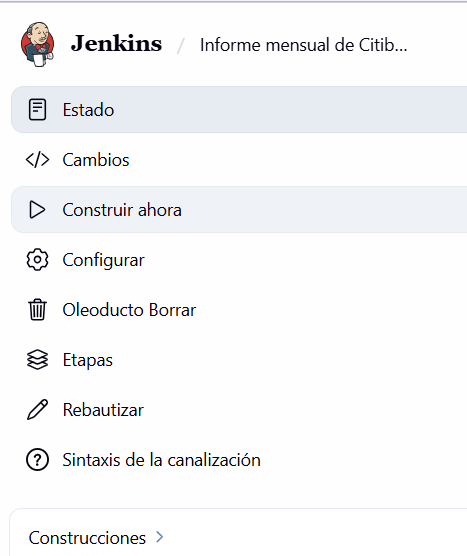 Jenkins / Informe mensual de Citib...
Estado
Cambios
Construir ahora
Configurar
Oleoducto Borrar
Etapas
Rebautizar
Sintaxis de la canalización
Construcciones